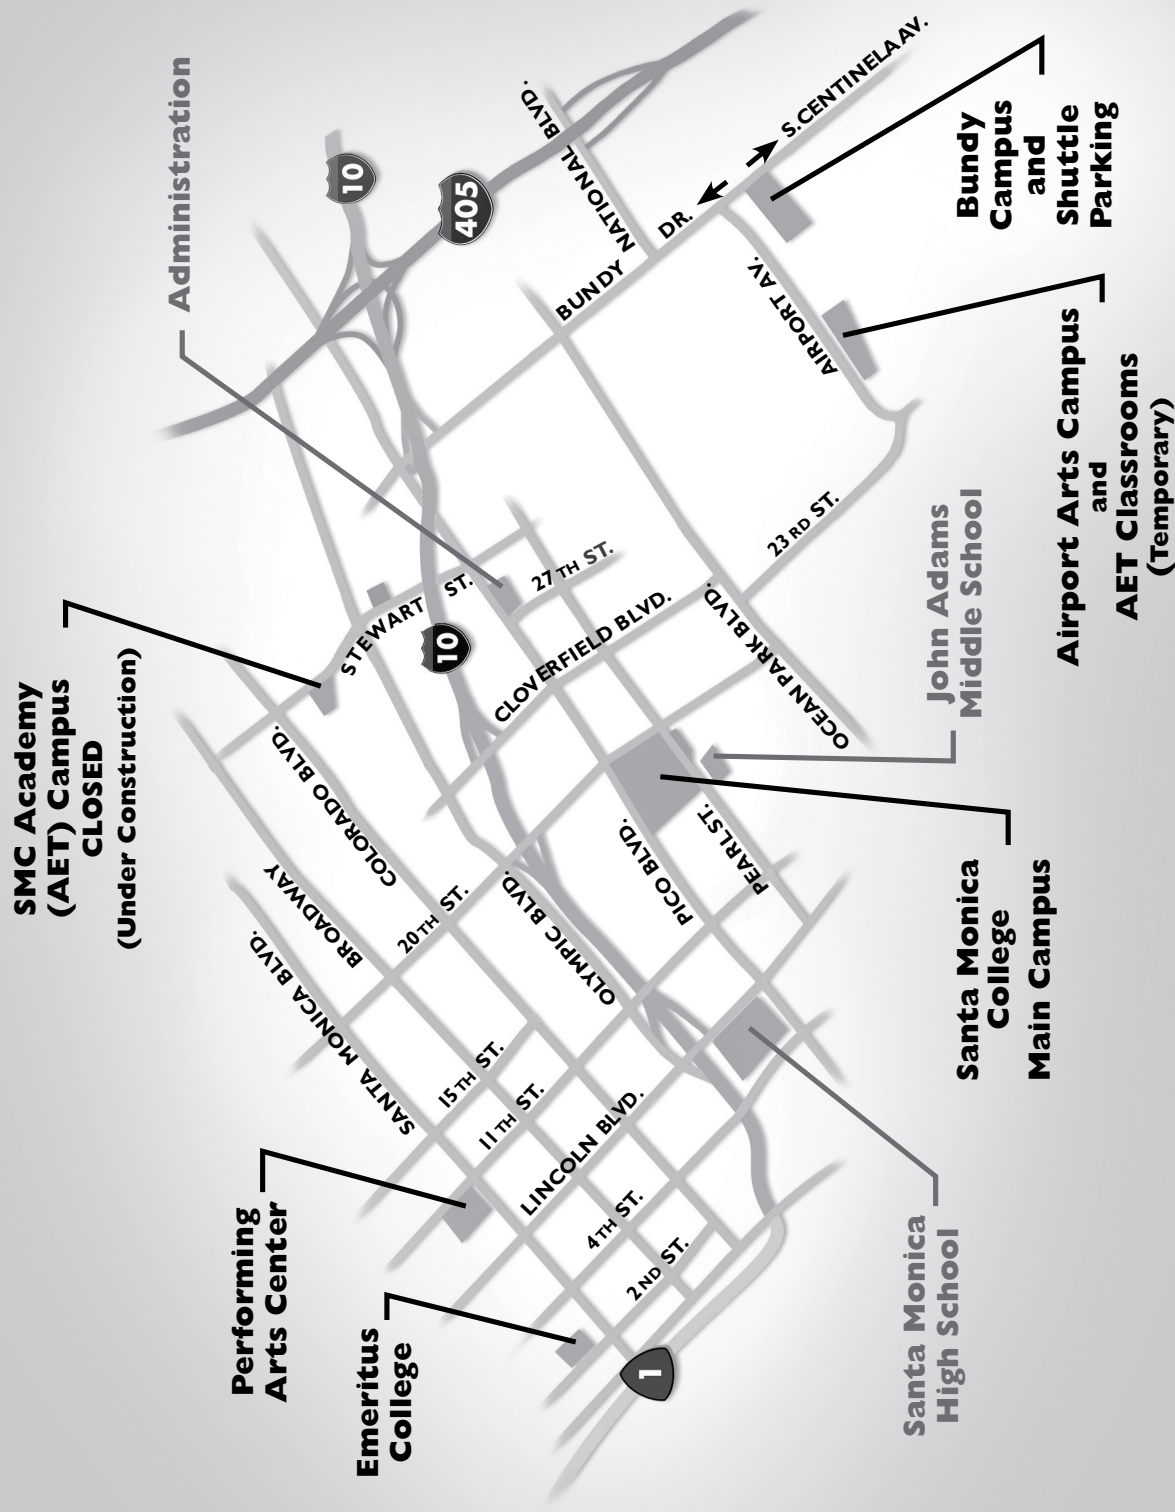 SMC Academy
(AET) Campus
CLOSED
(Under Construction)
Administration
Performing
Arts Center
Emeritus
College
10
405
10
1
SANTA MONICA BLVD.
BROADWAY
COLORADO BLVD.
STEWART ST.
20TH ST.
15TH ST.
11TH ST.
LINCOLN BLVD.
4TH ST.
2ND ST.
OLYMPIC BLVD.
CLOVERFIELD BLVD.
27TH ST.
PICO BLVD.
PEARL ST.
OCEAN PARK BLVD.
23RD ST.
NATIONAL BLVD.
BUNDY DR.
S.CENTINELA AV.
AIRPORT AV.
Santa Monica
High School
Santa Monica
College
Main Campus
John Adams
Middle School
Airport Arts Campus
and
AET Classrooms
(Temporary)
Bundy
Campus
and
Shuttle
Parking